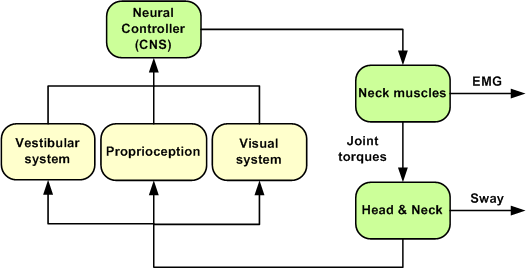 Neural
Controller
(CNS)
Neck muscles
EMG
Vestibular
system
Proprioception
Visual
system
Joint
torques
Head & Neck
Sway